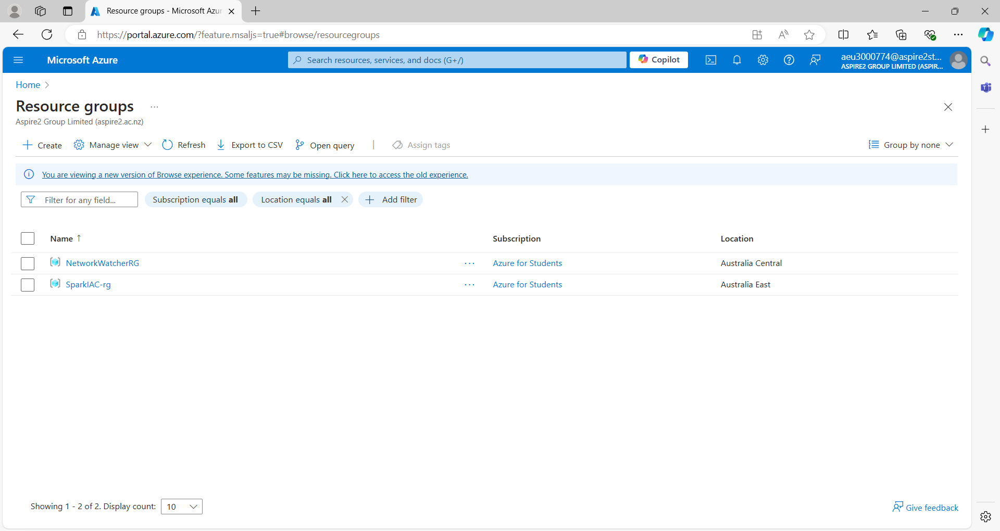 Resource groups - Microsoft Azur
https://portal.azure.com/?feature.msaljs=true#browse/resourcegroups
Microsoft Azure
Search resources, services, and docs (G+/)
Copilot
aeu3000774@aspire2st...
ASPIRE2 GROUP LIMITED (ASPIR...
Home
Resource groups
...
Aspire2 Group Limited (aspire2.ac.nz)
Create
Manage view
Refresh
Export to CSV
Open query
Assign tags
Group by none
You are viewing a new version of Browse experience. Some features may be missing. Click here to access the old experience.
Filter for any field...
Subscription equals all
Location equals all
Add filter
Name ↑
Subscription
Location
NetworkWatcherRG
...
Azure for Students
Australia Central
SparkIAC-rg
...
Azure for Students
Australia East
Showing 1 - 2 of 2. Display count:
10
Give feedback